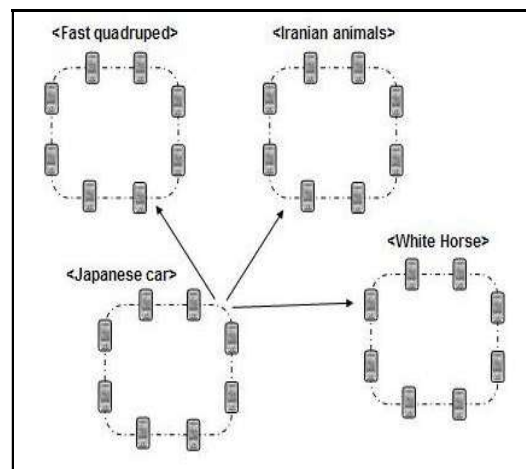 <Fast quadruped>
<Iranian animals>
<White Horse>
<Japanese car>